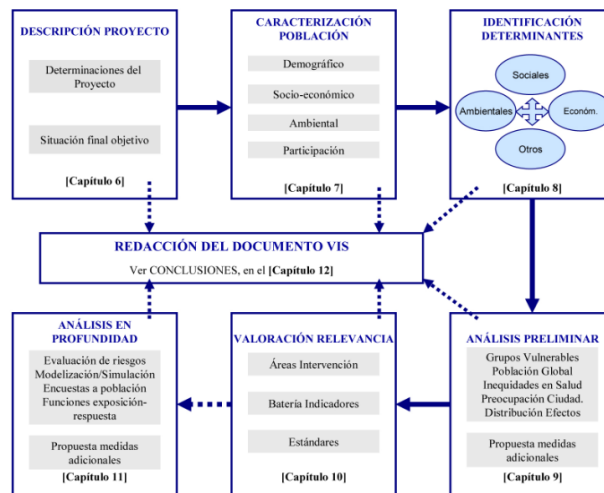 DESCRIPCIÓN PROYECTO
Determinaciones del
Proyecto
Situación final objetivo
[Capítulo 6]
CARACTERIZACIÓN
POBLACIÓN
Demográfico
Socio-económico
Ambiental
Participación
[Capítulo 7]
IDENTIFICACIÓN
DETERMINANTES
Sociales
Ambientales
Económ.
Otros
[Capítulo 8]
REDACCIÓN DEL DOCUMENTO VIS
Ver CONCLUSIONES, en el [Capítulo 12]
ANÁLISIS EN
PROFUNDIDAD
Evaluación de riesgos
Modelización/Simulación
Encuestas a población
Funciones exposición-
respuesta
Propuesta medidas
adicionales
[Capítulo 11]
VALORACIÓN RELEVANCIA
Áreas Intervención
Batería Indicadores
Estándares
[Capítulo 10]
ANÁLISIS PRELIMINAR
Grupos Vulnerables
Población Global
Inequidades en Salud
Preocupación Ciudad.
Distribución Efectos
Propuesta medidas
adicionales
[Capítulo 9]